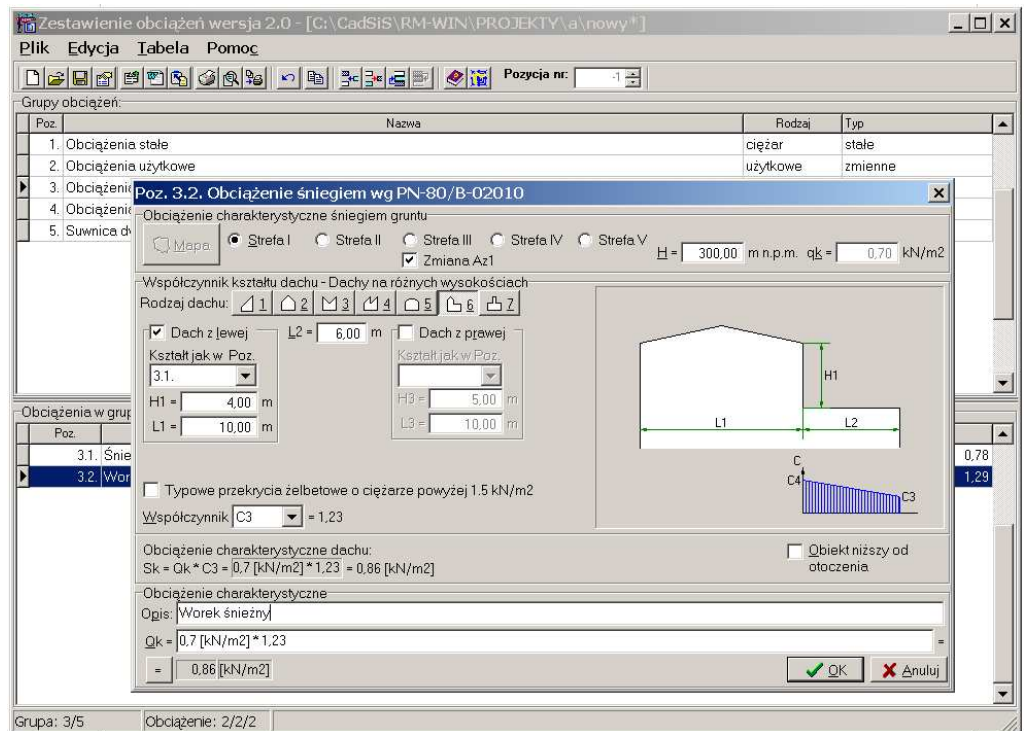 Zestawienie obciążeń wersja 2.0 - [C:\CadSiS\RM-WIN\PROJEKTY\a\nowy*]
Plik Edycja Tabela Pomoc
Pozycja nr: -1
Grupy obciążeń:
Poz. Nazwa Rodzaj Typ
1. Obciążenia stałe ciężar stałe
2. Obciążenia użytkowe użytkowe zmienne
3. Obciążeni
4. Obciążeni
5. Suwnica d
Poz. 3.2. Obciążenie śniegiem wg PN-80/B-02010
Obciążenie charakterystyczne śniegiem gruntu
Mapa Strefa I Strefa II Strefa III Strefa IV Strefa V
Zmiana Az1
H = 300,00 m n.p.m. qk = 0,70 kN/m2
Współczynnik kształtu dachu - Dachy na różnych wysokościach
Rodzaj dachu: 1 2 3 4 5 6 7
Dach z lewej L2 = 6,00 m Dach z prawej
Kształt jak w Poz. Kształt jak w Poz.
3.1.
H1 = 4,00 m H3 = 5,00 m
L1 = 10,00 m L3 = 10,00 m
H1
L1 L2
C
C4 C3
Typowe przekrycia żelbetowe o ciężarze powyżej 1.5 kN/m2
Współczynnik C3 = 1,23
Obciążenie charakterystyczne dachu:
Sk = Qk * C3 = 0,7 [kN/m2] * 1,23 = 0,86 [kN/m2]
Obiekt niższy od
otoczenia
Obciążenie charakterystyczne
Opis: Worek śnieżny
Qk = 0,7 [kN/m2] * 1,23 =
= 0,86 [kN/m2]
OK Anuluj
Obciążenia w grup
Poz.
3.1. Śnie 0,78
3.2. Wor 1,29
Grupa: 3/5 Obciążenie: 2/2/2